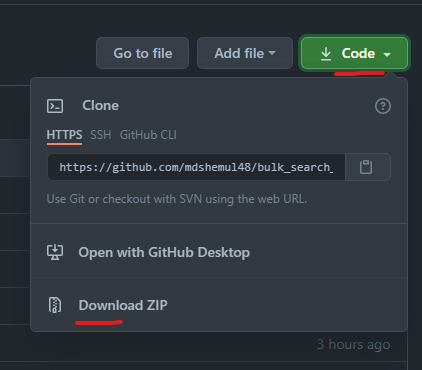 Go to file Add file Code
Clone
HTTPS SSH GitHub CLI
https://github.com/mdshemul48/bulk_search_
Use Git or checkout with SVN using the web URL.
Open with GitHub Desktop
Download ZIP
3 hours ago